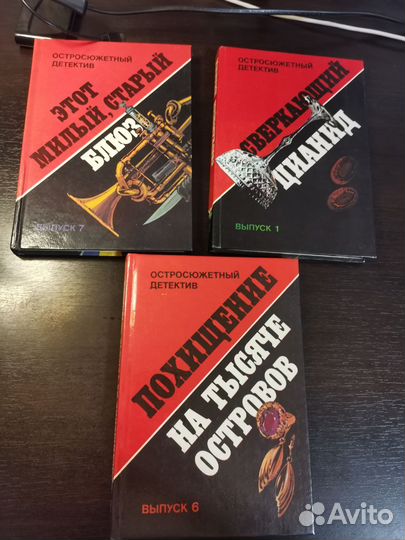 ОСТРОСЮЖЕТНЫЙ
ДЕТЕКТИВ
ЭТОТ
МИЛЫЙ, СТАРЫЙ
БЛЮЗ
ВЫПУСК 7
ОСТРОСЮЖЕТНЫЙ
ДЕТЕКТИВ
СВЕРКАЮЩИЙ
ЦИАНИД
ВЫПУСК 1
ОСТРОСЮЖЕТНЫЙ
ДЕТЕКТИВ
ПОХИЩЕНИЕ
НА ТЫСЯЧЕ
ОСТРОВОВ
ВЫПУСК 6
Avito